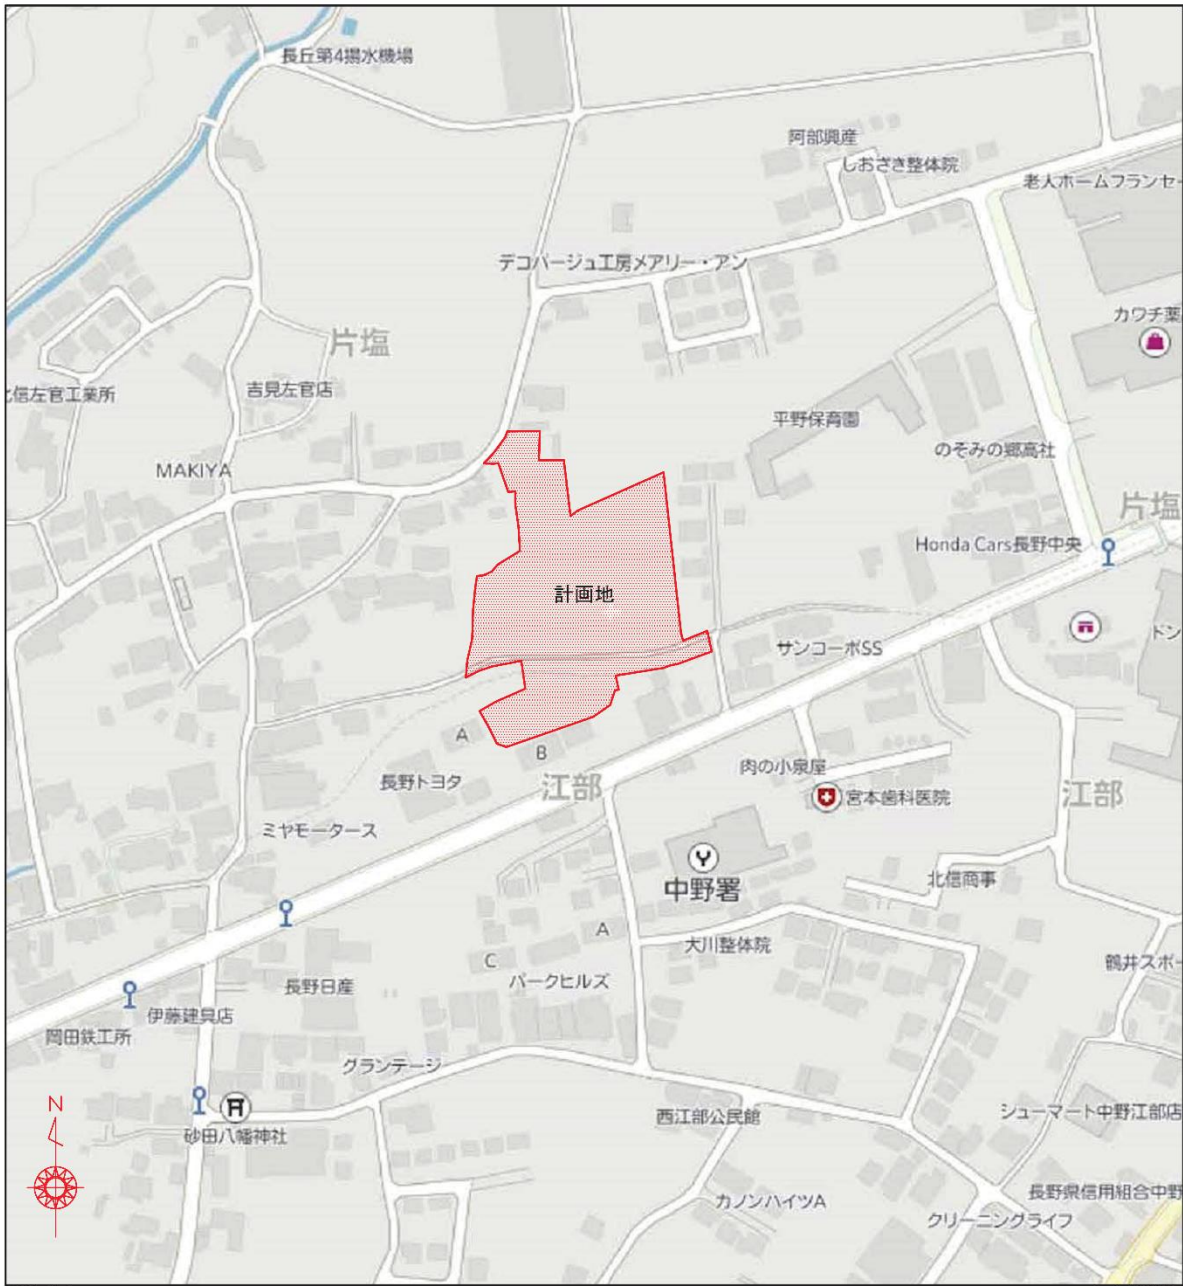 長丘第4揚水機場
阿部興産
しおざき整体院
老人ホームフランセ
デコパージュ工房メアリー・アン
カワチ薬
片塩
吉見左官店
信左官工業所
平野保育園
のぞみの郷高社
MAKIYA
片塩
Honda Cars長野中央
計画地
サンコーポSS
ドン
A
B
肉の小泉屋
長野トヨタ
江部
宮本歯科医院
江部
ミヤモータース
中野署
北信商事
A
大川整体院
C
鶴井スポ
パークヒルズ
長野日産
伊藤建具店
岡田鉄工所
グランテージ
N
西江部公民館
シューマート中野江部店
砂田八幡神社
長野県信用組合中野
カノンハイツA
クリーニングライフ